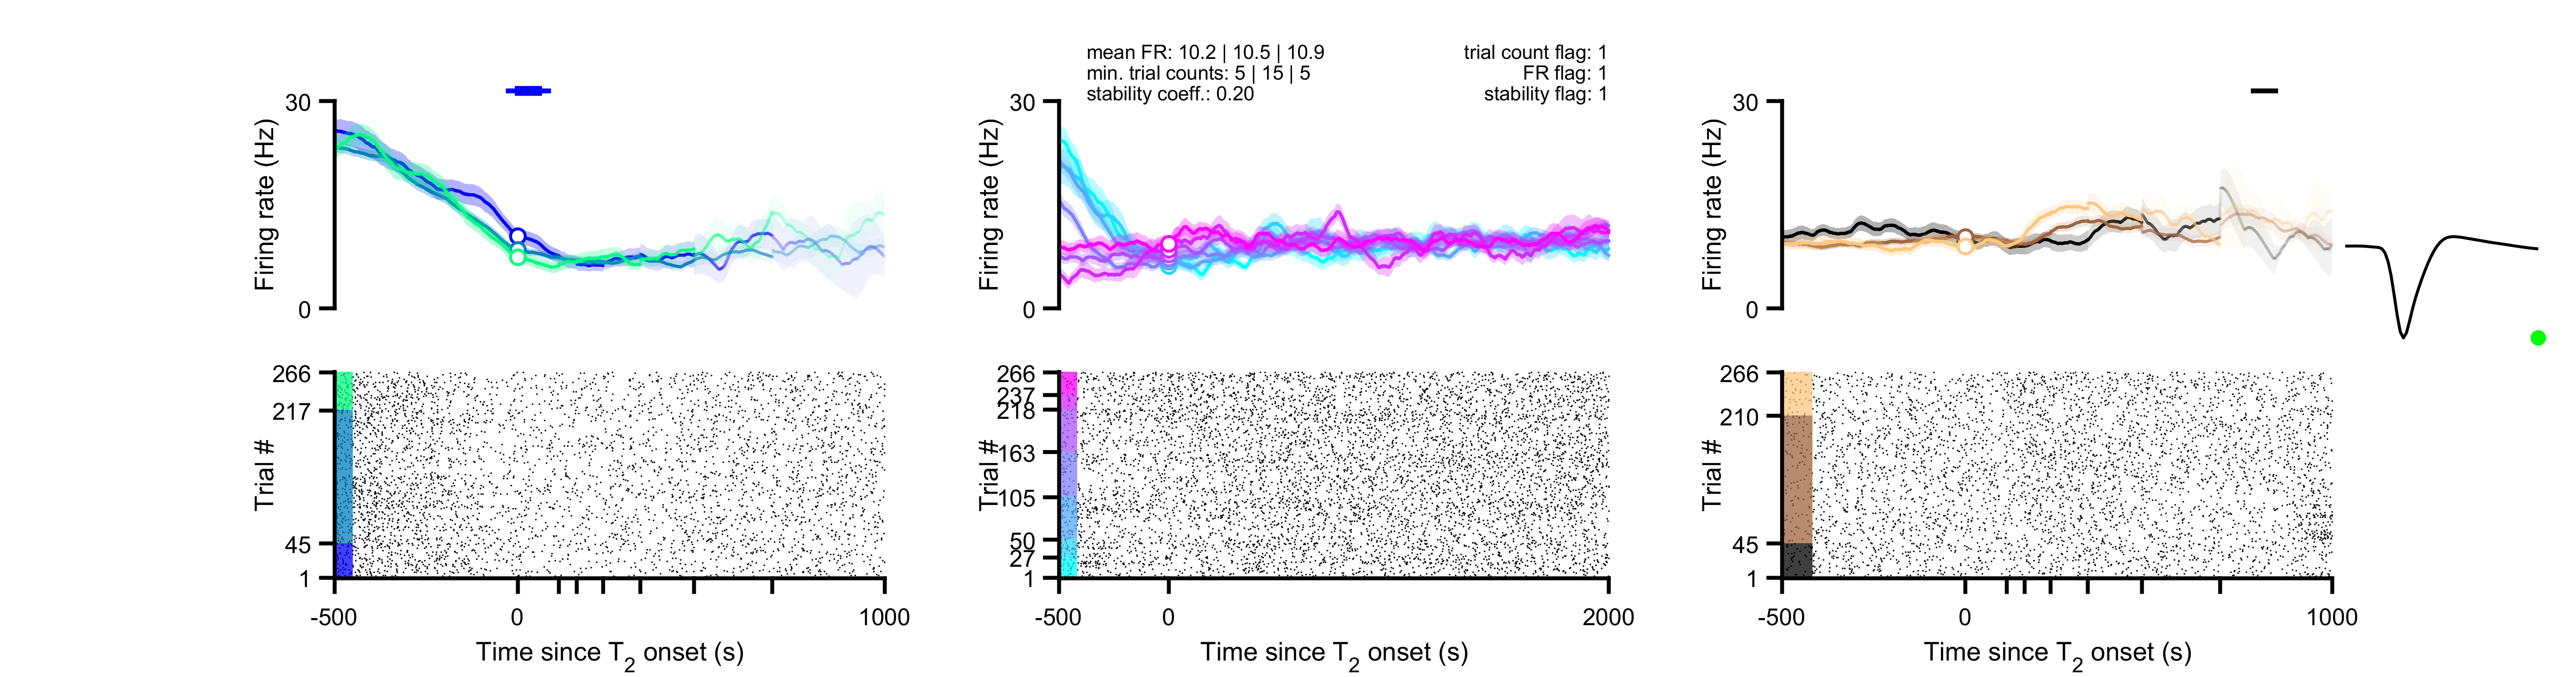 mean FR: 10.2 | 10.5 | 10.9
min. trial counts: 5 | 15 | 5
stability coeff.: 0.20
trial count flag: 1
FR flag: 1
stability flag: 1
30
Firing rate (Hz)
0
30
Firing rate (Hz)
0
30
Firing rate (Hz)
0
266
217
Trial #
45
1
-500
0
1000
Time since T2 onset (s)
266
237
218
163
Trial #
105
50
27
1
-500
0
2000
Time since T2 onset (s)
266
210
Trial #
45
1
-500
0
1000
Time since T2 onset (s)